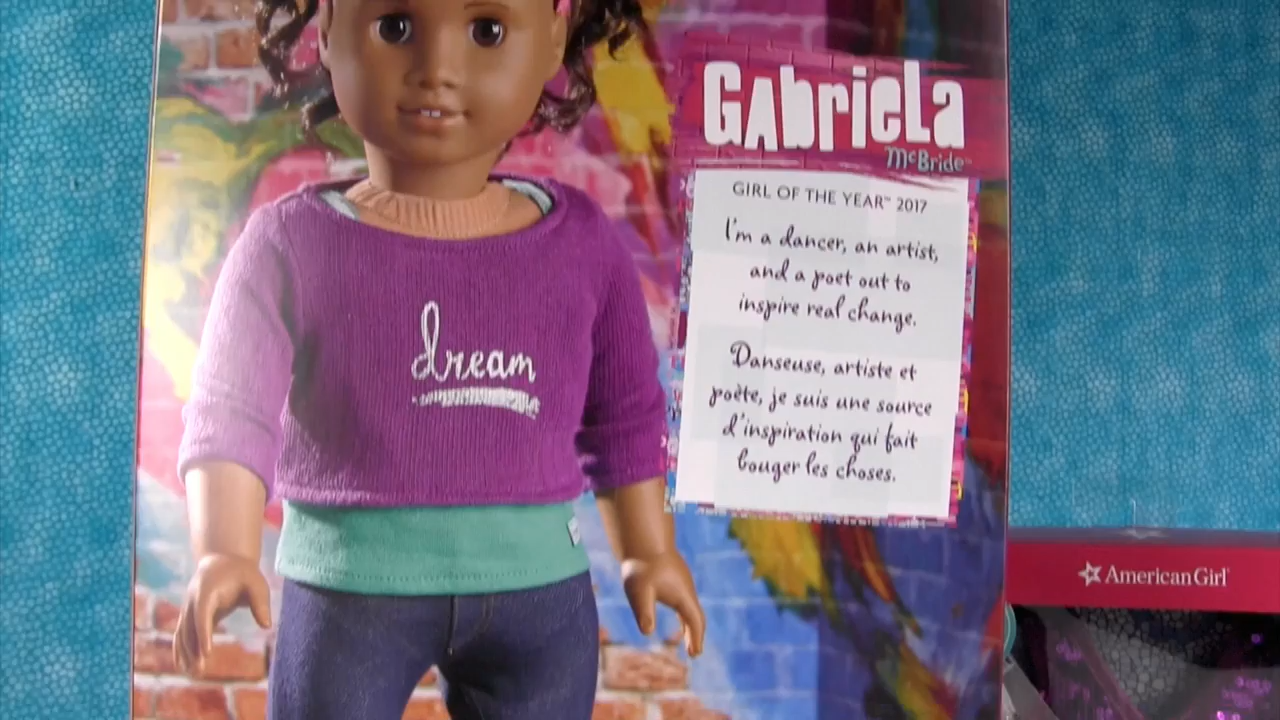 GAbrieLa
McBride™
GIRL OF THE YEAR™ 2017
I'm a dancer, an artist,
and a poet out to
inspire real change.
Danseuse, artiste et
poète, je suis une source
d'inspiration qui fait
bouger les choses.
dream
American Girl®